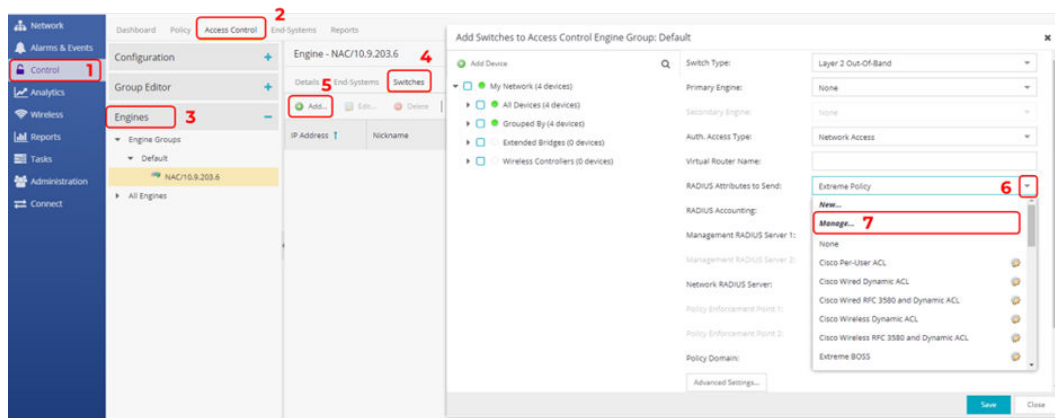 Network
Alarms & Events
Control 1
Analytics
Wireless
Reports
Tasks
Administration
Connect
2
Dashboard Policy Access Control End-Systems Reports
Configuration
Group Editor
Engines 3
Engine Groups
Default
NAC/10.9.203.6
All Engines
Engine - NAC/10.9.203.6 4
Details 5 End-Systems Switches
Add... Edit... Delete
IP Address Nickname
Add Switches to Access Control Engine Group: Default
Add Device
My Network (4 devices)
All Devices (4 devices)
Grouped By (4 devices)
Extended Bridges (0 devices)
Wireless Controllers (0 devices)
Switch Type: Layer 2 Out-Of-Band
Primary Engine: None
Secondary Engine: None
Auth. Access Type: Network Access
Virtual Router Name:
RADIUS Attributes to Send: Extreme Policy 6
RADIUS Accounting:
Management RADIUS Server 1:
Management RADIUS Server 2:
Network RADIUS Server:
Policy Enforcement Point 1:
Policy Enforcement Point 2:
Policy Domain:
New...
Manage... 7
None
Cisco Per-User ACL
Cisco Wired Dynamic ACL
Cisco Wired RFC 3580 and Dynamic ACL
Cisco Wireless Dynamic ACL
Cisco Wireless RFC 3580 and Dynamic ACL
Extreme BOSS
Advanced Settings...
Save Close